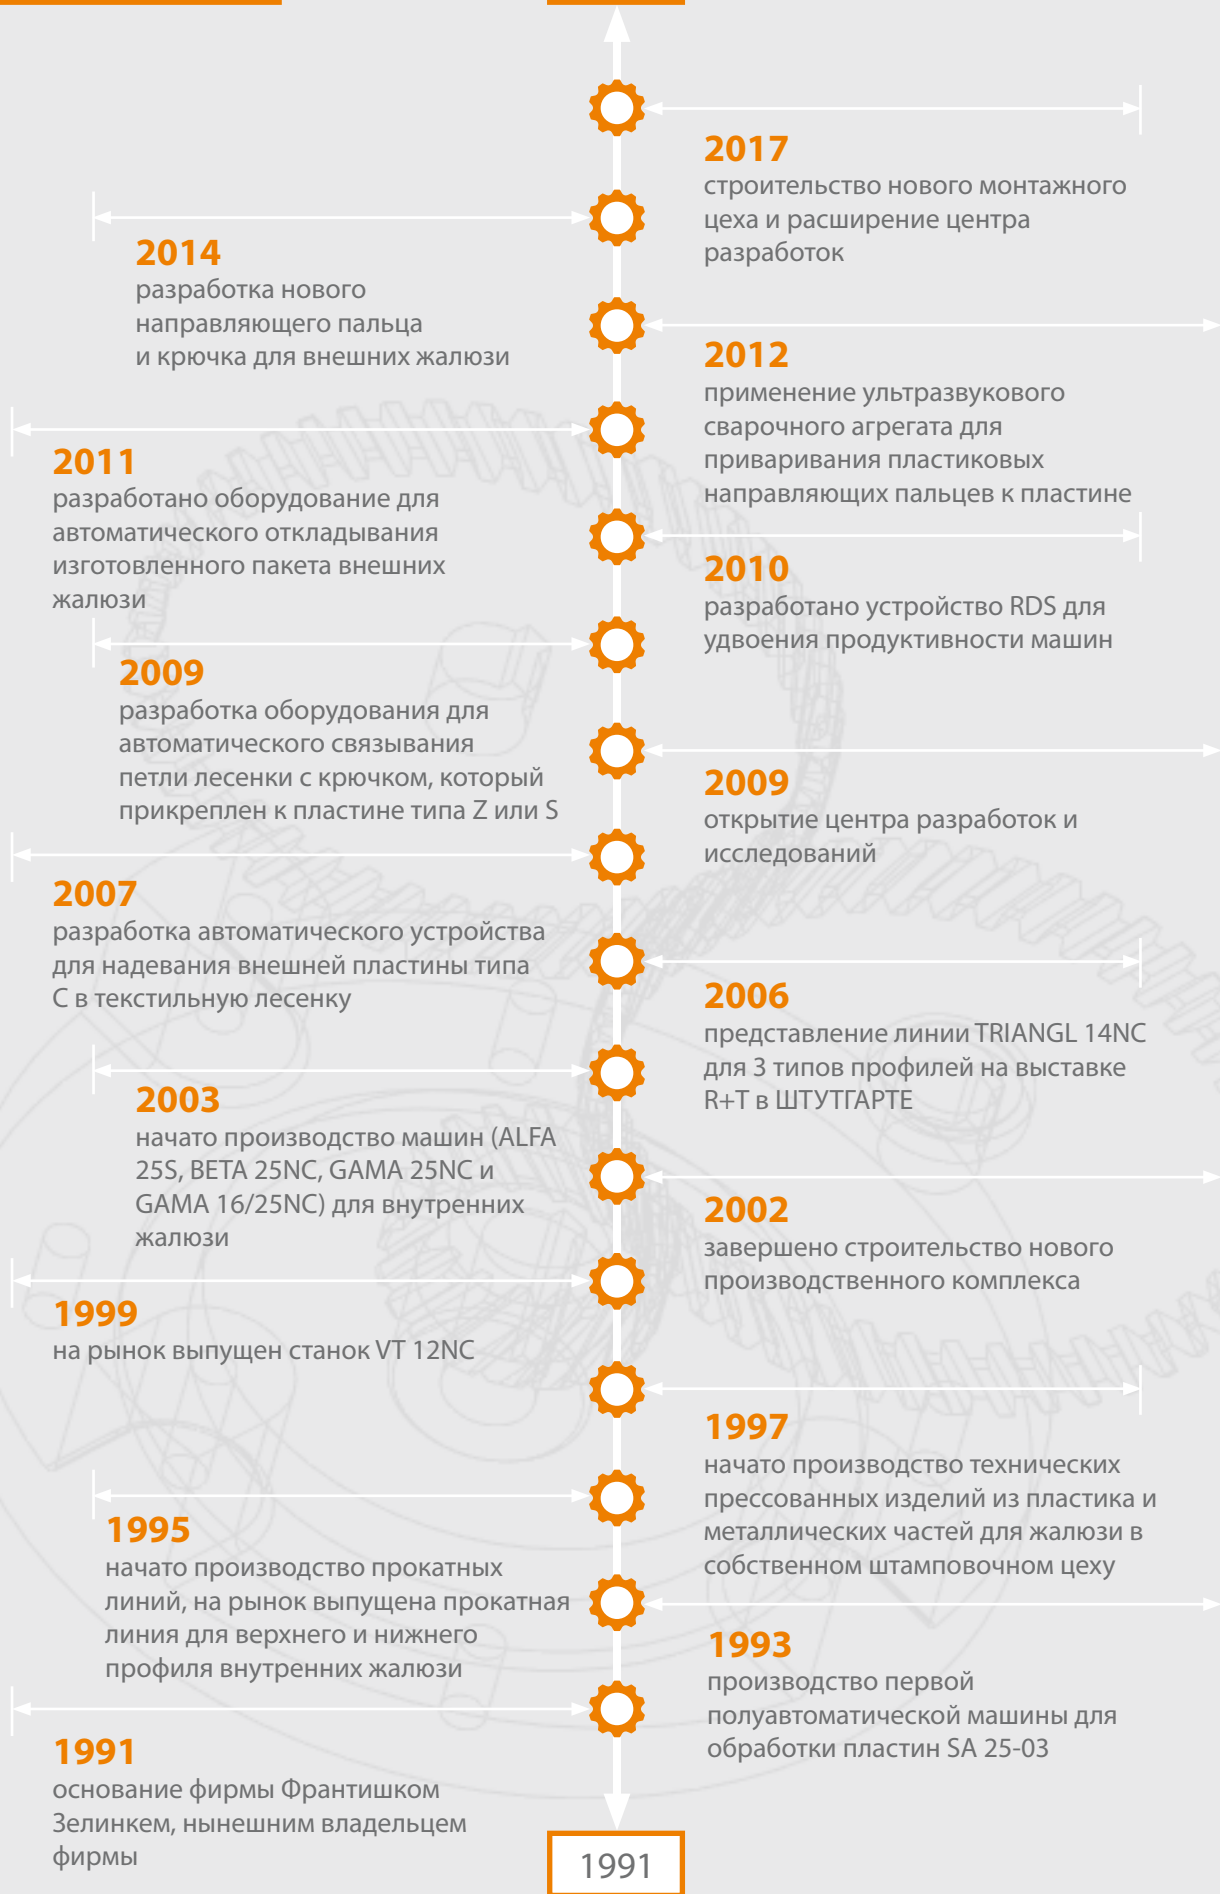 2017
строительство нового монтажного
цеха и расширение центра
разработок
2014
разработка нового
направляющего пальца
и крючка для внешних жалюзи
2012
применение ультразвукового
сварочного агрегата для
приваривания пластиковых
направляющих пальцев к пластине
2011
разработано оборудование для
автоматического откладывания
изготовленного пакета внешних
жалюзи
2010
разработано устройство RDS для
удвоения продуктивности машин
2009
разработка оборудования для
автоматического связывания
петли лесенки с крючком, который
прикреплен к пластине типа Z или S
2009
открытие центра разработок и
исследований
2007
разработка автоматического устройства
для надевания внешней пластины типа
С в текстильную лесенку
2006
представление линии TRIANGL 14NC
для 3 типов профилей на выставке
R+T в ШТУТГАРТЕ
2003
начато производство машин (ALFA
25S, BETA 25NC, GAMA 25NC и
GAMA 16/25NC) для внутренних
жалюзи
2002
завершено строительство нового
производственного комплекса
1999
на рынок выпущен станок VT 12NC
1997
начато производство технических
прессованных изделий из пластика и
металлических частей для жалюзи в
собственном штамповочном цеху
1995
начато производство прокатных
линий, на рынок выпущена прокатная
линия для верхнего и нижнего
профиля внутренних жалюзи
1993
производство первой
полуавтоматической машины для
обработки пластин SA 25-03
1991
основание фирмы Франтишком
Зелинкем, нынешним владельцем
фирмы
1991